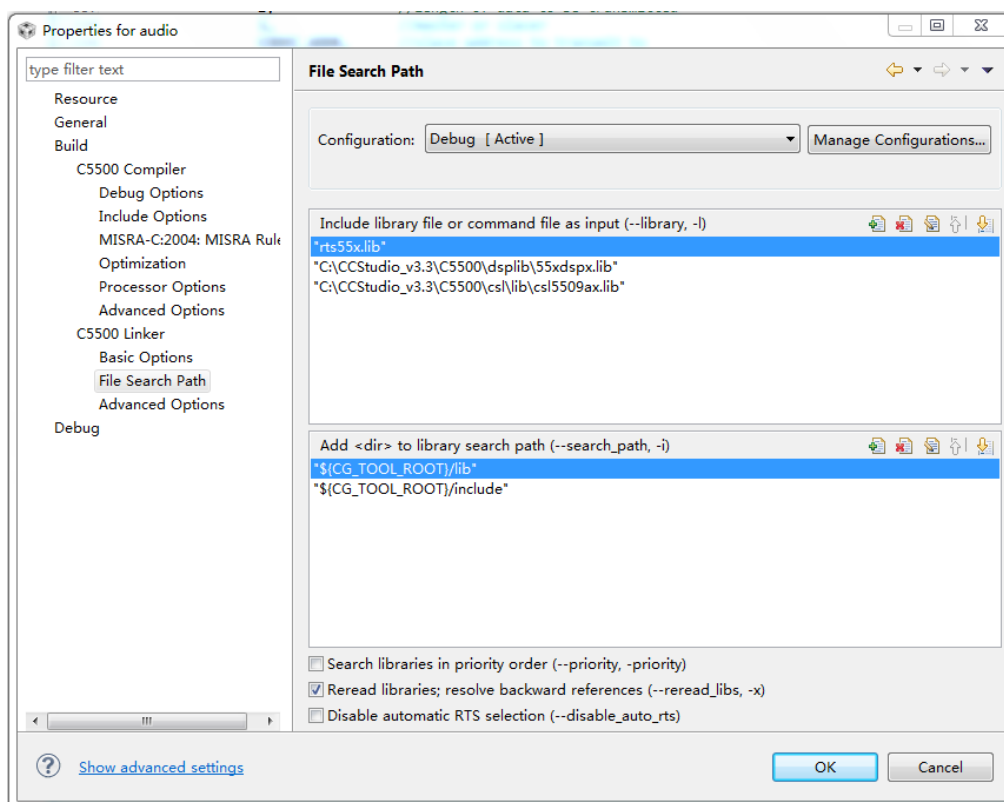 Properties for audio
type filter text
File Search Path
Resource
General
Build
C5500 Compiler
Debug Options
Include Options
MISRA-C:2004: MISRA Rule
Optimization
Processor Options
Advanced Options
C5500 Linker
Basic Options
File Search Path
Advanced Options
Debug
Configuration:
Debug [ Active ]
Manage Configurations...
Include library file or command file as input (--library, -l)
"rts55x.lib"
"C:\CCStudio_v3.3\C5500\dsplib\55xdspx.lib"
"C:\CCStudio_v3.3\C5500\csl\lib\csl5509ax.lib"
Add <dir> to library search path (--search_path, -i)
"${CG_TOOL_ROOT}/lib"
"${CG_TOOL_ROOT}/include"
Search libraries in priority order (--priority, -priority)
Reread libraries; resolve backward references (--reread_libs, -x)
Disable automatic RTS selection (--disable_auto_rts)
Show advanced settings
OK
Cancel